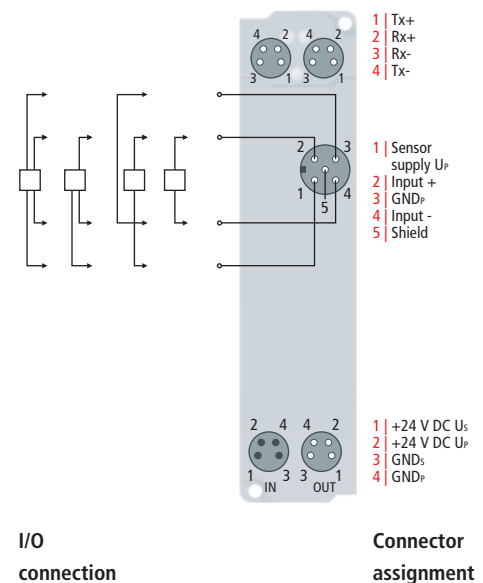 4 2 4 2
3 1 3 1
1 | Tx+
2 | Rx+
3 | Rx-
4 | Tx-
2 3
1 4
5
1 | Sensor
supply UP
2 | Input +
3 | GNDP
4 | Input -
5 | Shield
2 4 4 2
1 3 3 1
IN OUT
1 | +24 V DC US
2 | +24 V DC UP
3 | GNDS
4 | GNDP
I/O
connection
Connector
assignment